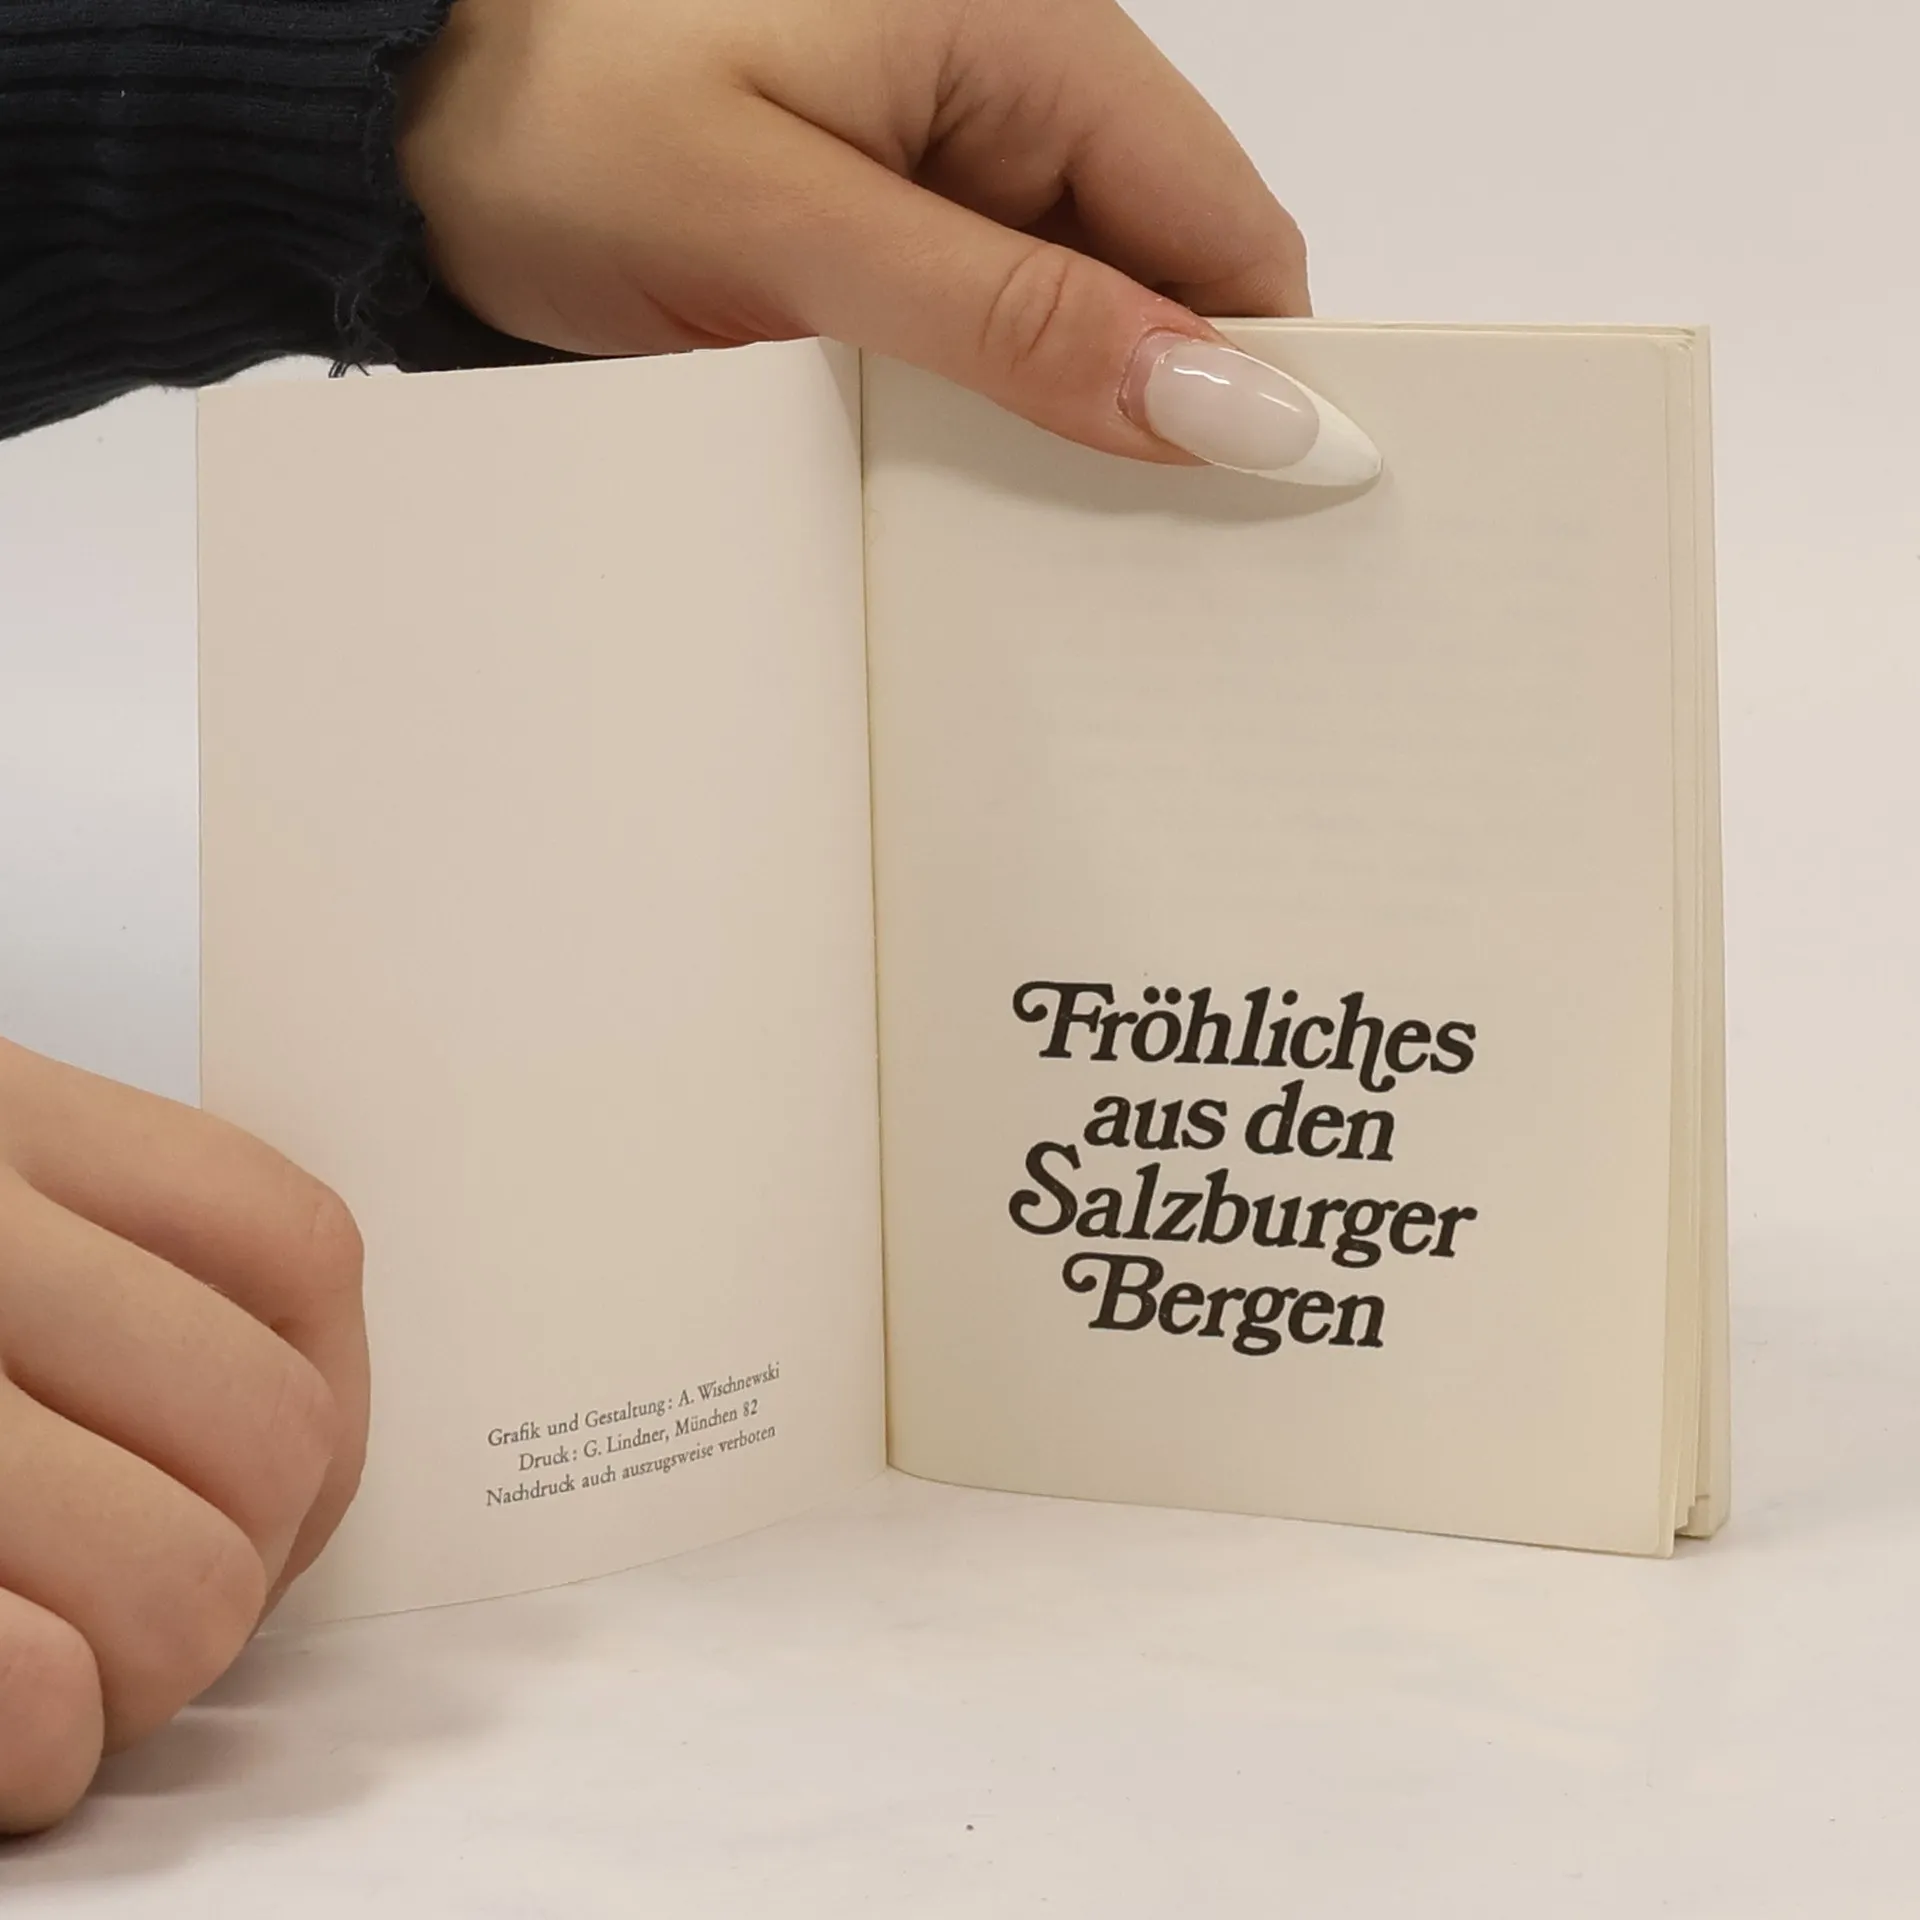 Grafik und Gestaltung: A. Wischnewski
Druck: G. Lindner, München 82
Nachdruck auch auszugsweise verboten
Fröhliches
aus den
Salzburger
Bergen